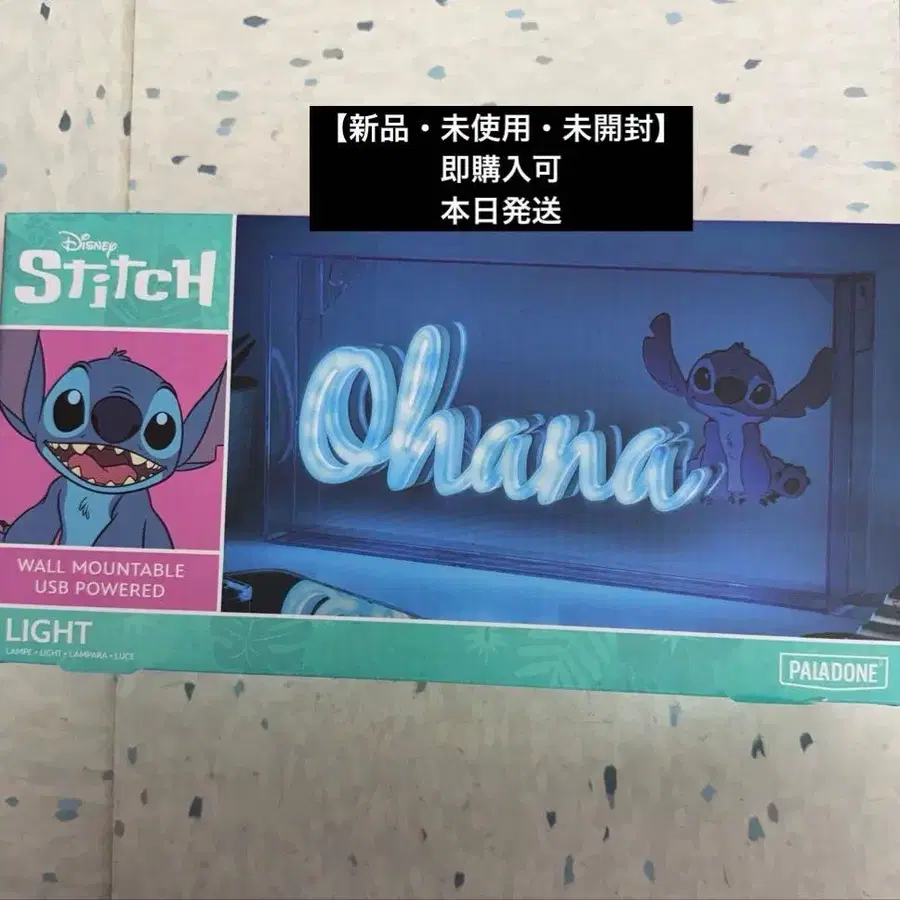 【新品・未使用・未開封】
即購入可
本日発送
Disney
Stitch
Ohana
WALL MOUNTABLE
USB POWERED
LIGHT
LAMPE • LIGHT • LAMPARA • LUCE
PALADONE